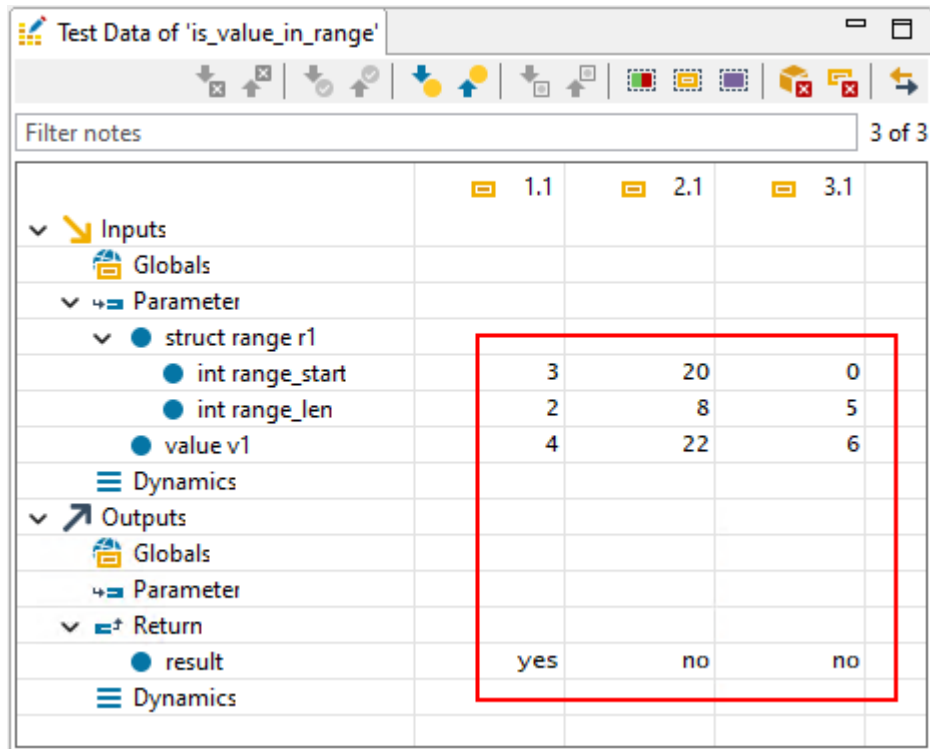 Test Data of 'is_value_in_range'
Filter notes 3 of 3
1.1 2.1 3.1
Inputs
Globals
Parameter
struct range r1
int range_start 3 20 0
int range_len 2 8 5
value v1 4 22 6
Dynamics
Outputs
Globals
Parameter
Return
result yes no no
Dynamics